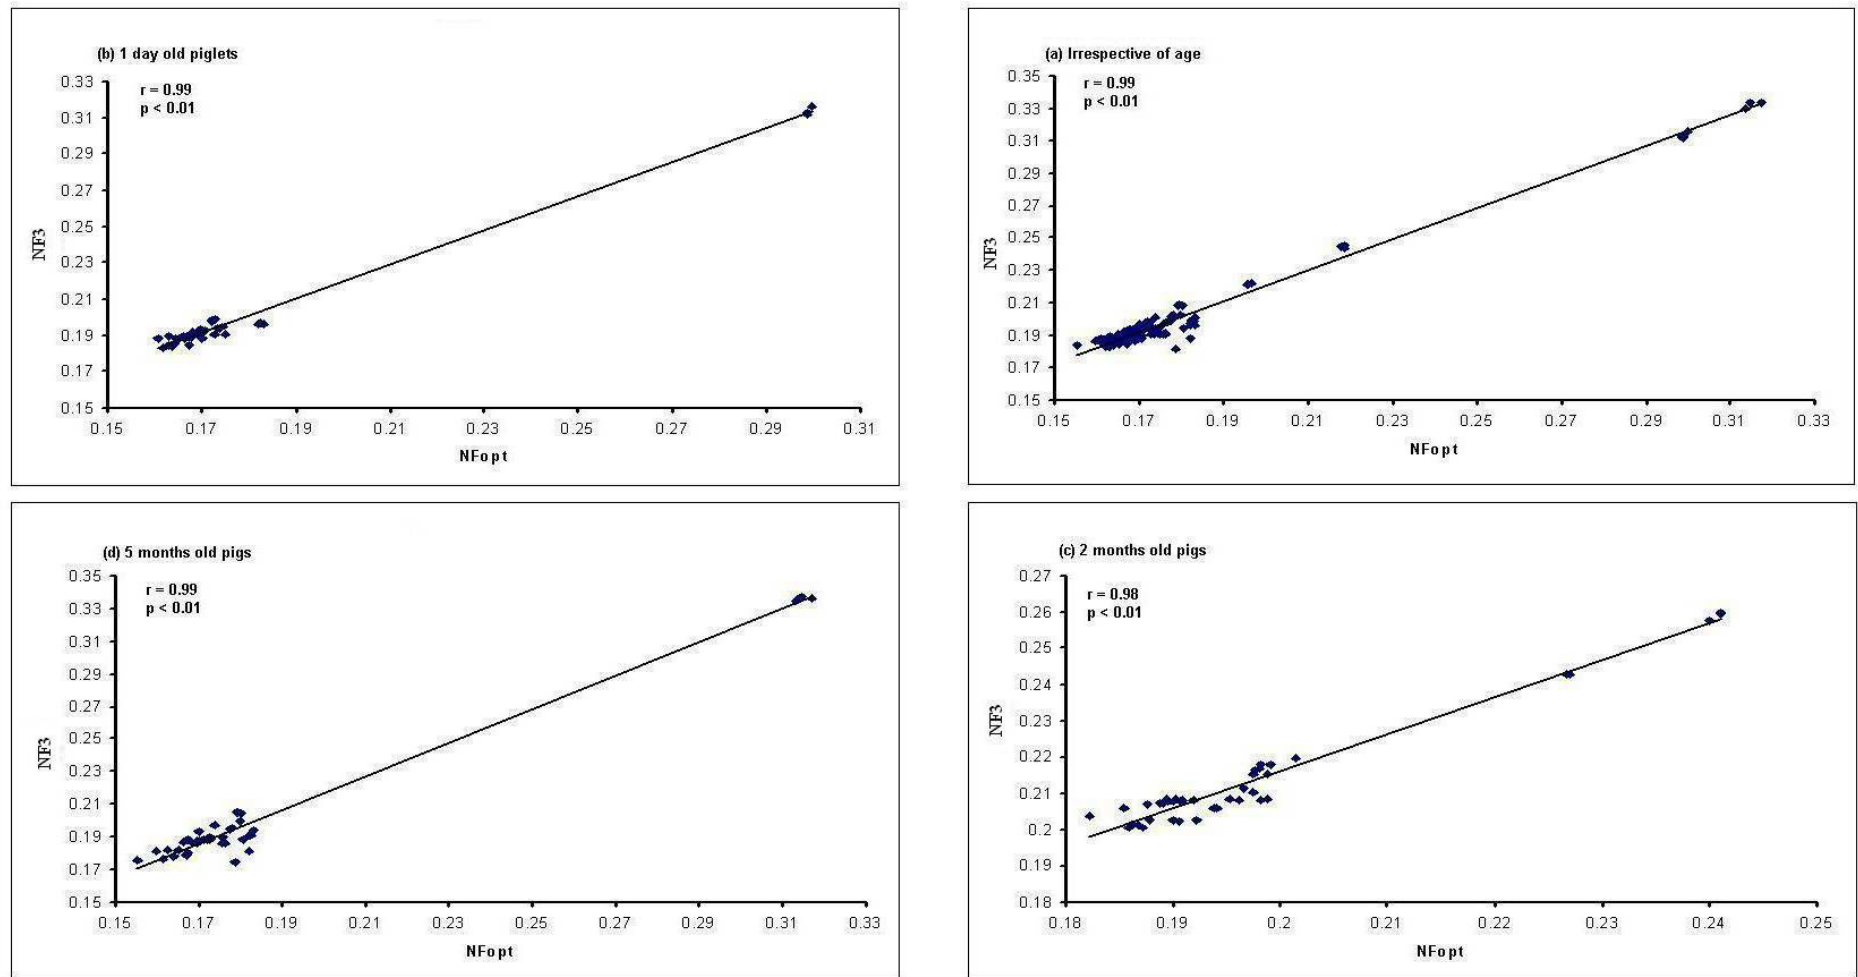 (b) 1 day old piglets
r = 0.99
p < 0.01
0.33
0.31
0.29
0.27
0.25
0.23
0.21
0.19
0.17
0.15
NF3
0.15 0.17 0.19 0.21 0.23 0.25 0.27 0.29 0.31
NFopt
(a) Irrespective of age
r = 0.99
p < 0.01
0.35
0.33
0.31
0.29
0.27
0.25
0.23
0.21
0.19
0.17
0.15
NF3
0.15 0.17 0.19 0.21 0.23 0.25 0.27 0.29 0.31 0.33
NFopt
(d) 5 months old pigs
r = 0.99
p < 0.01
0.35
0.33
0.31
0.29
0.27
0.25
0.23
0.21
0.19
0.17
0.15
NF3
0.15 0.17 0.19 0.21 0.23 0.25 0.27 0.29 0.31 0.33
NFopt
(c) 2 months old pigs
r = 0.98
p < 0.01
0.27
0.26
0.25
0.24
0.23
0.22
0.21
0.2
0.19
0.18
NF3
0.18 0.19 0.2 0.21 0.22 0.23 0.24 0.25
NFopt